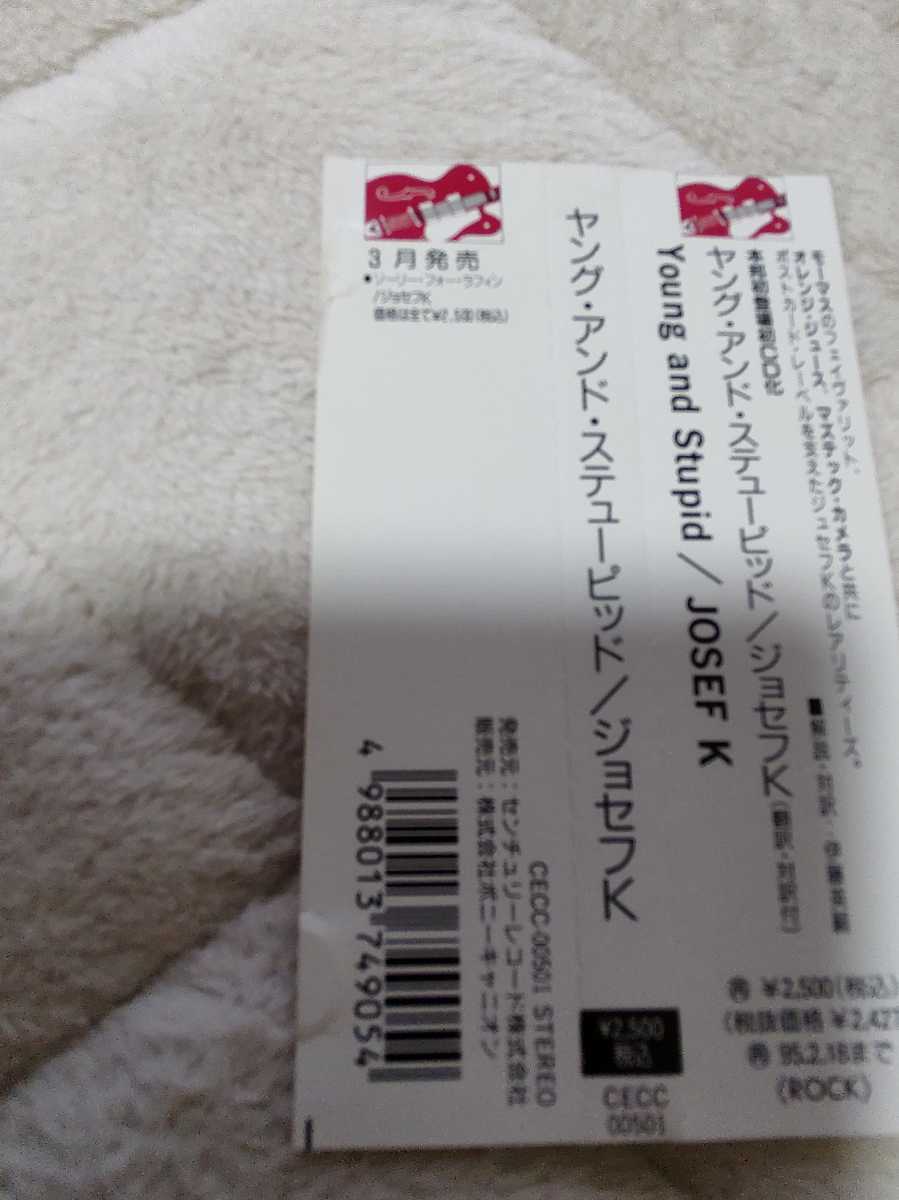 モーマスのフェイヴァリット。
オレンジ・ジュース、アズテック・カメラと共に
ポストカード・レーベルを支えたジョセフKのレアリティーズ。
本邦初登場初CD化
■解説・対訳：
ヤング・アンド・ステューピッド/ジョセフK(解説・対訳付)
Young and Stupid / JOSEF K
¥2,500(税込)
(税抜価格 ¥2,427
95.2.18まで
(ROCK)
ヤング・アンド・ステューピッド/ジョセフK
¥2,500
税込
CECC
00501
3月発売
●ソーリー・フォー・ラフィン
/ジョセフK
価格は全て¥2,500(税込)
CECC-00501 STEREO
発売元：センチュリーレコード株式会社
販売元：株式会社ポニーキャニオン
4 988013 749054